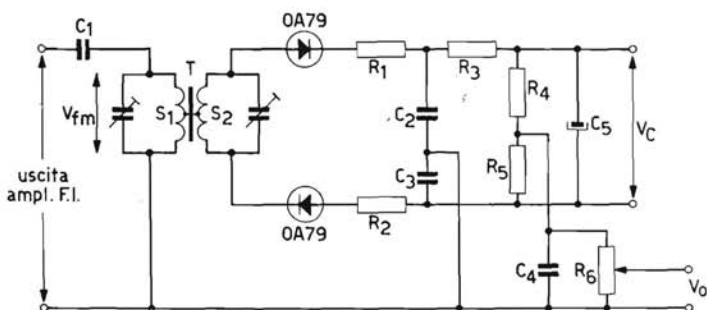 C1
OA79
R1
R3
T
Vfm
S1
S2
C2
R4
C5
VC
uscita
ampl. F.I.
C3
R5
OA79
R2
C4
R6
Vo